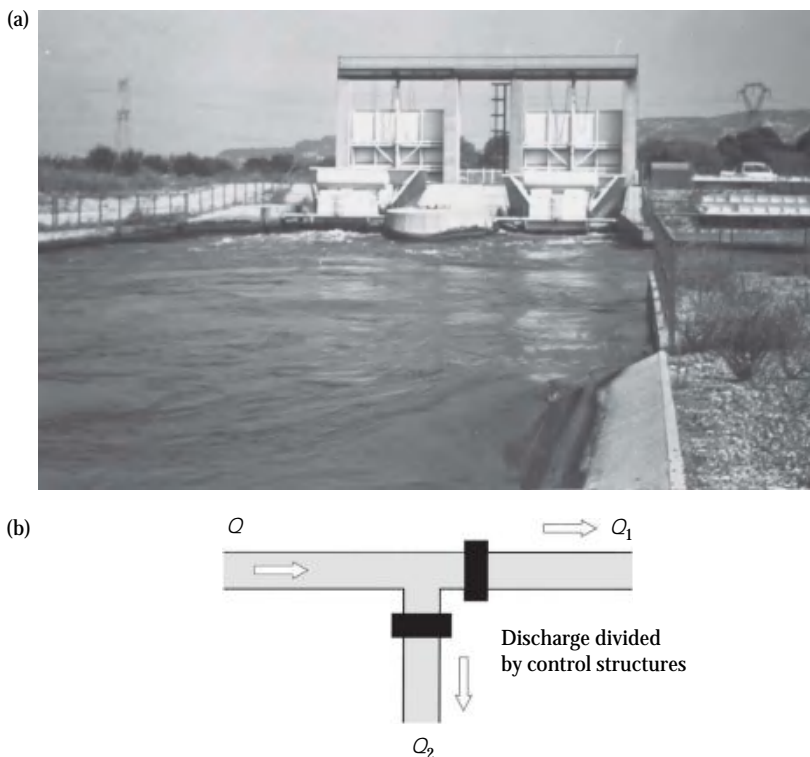 (a)
(b)
Q
Q₁
Discharge divided
by control structures
Q₂